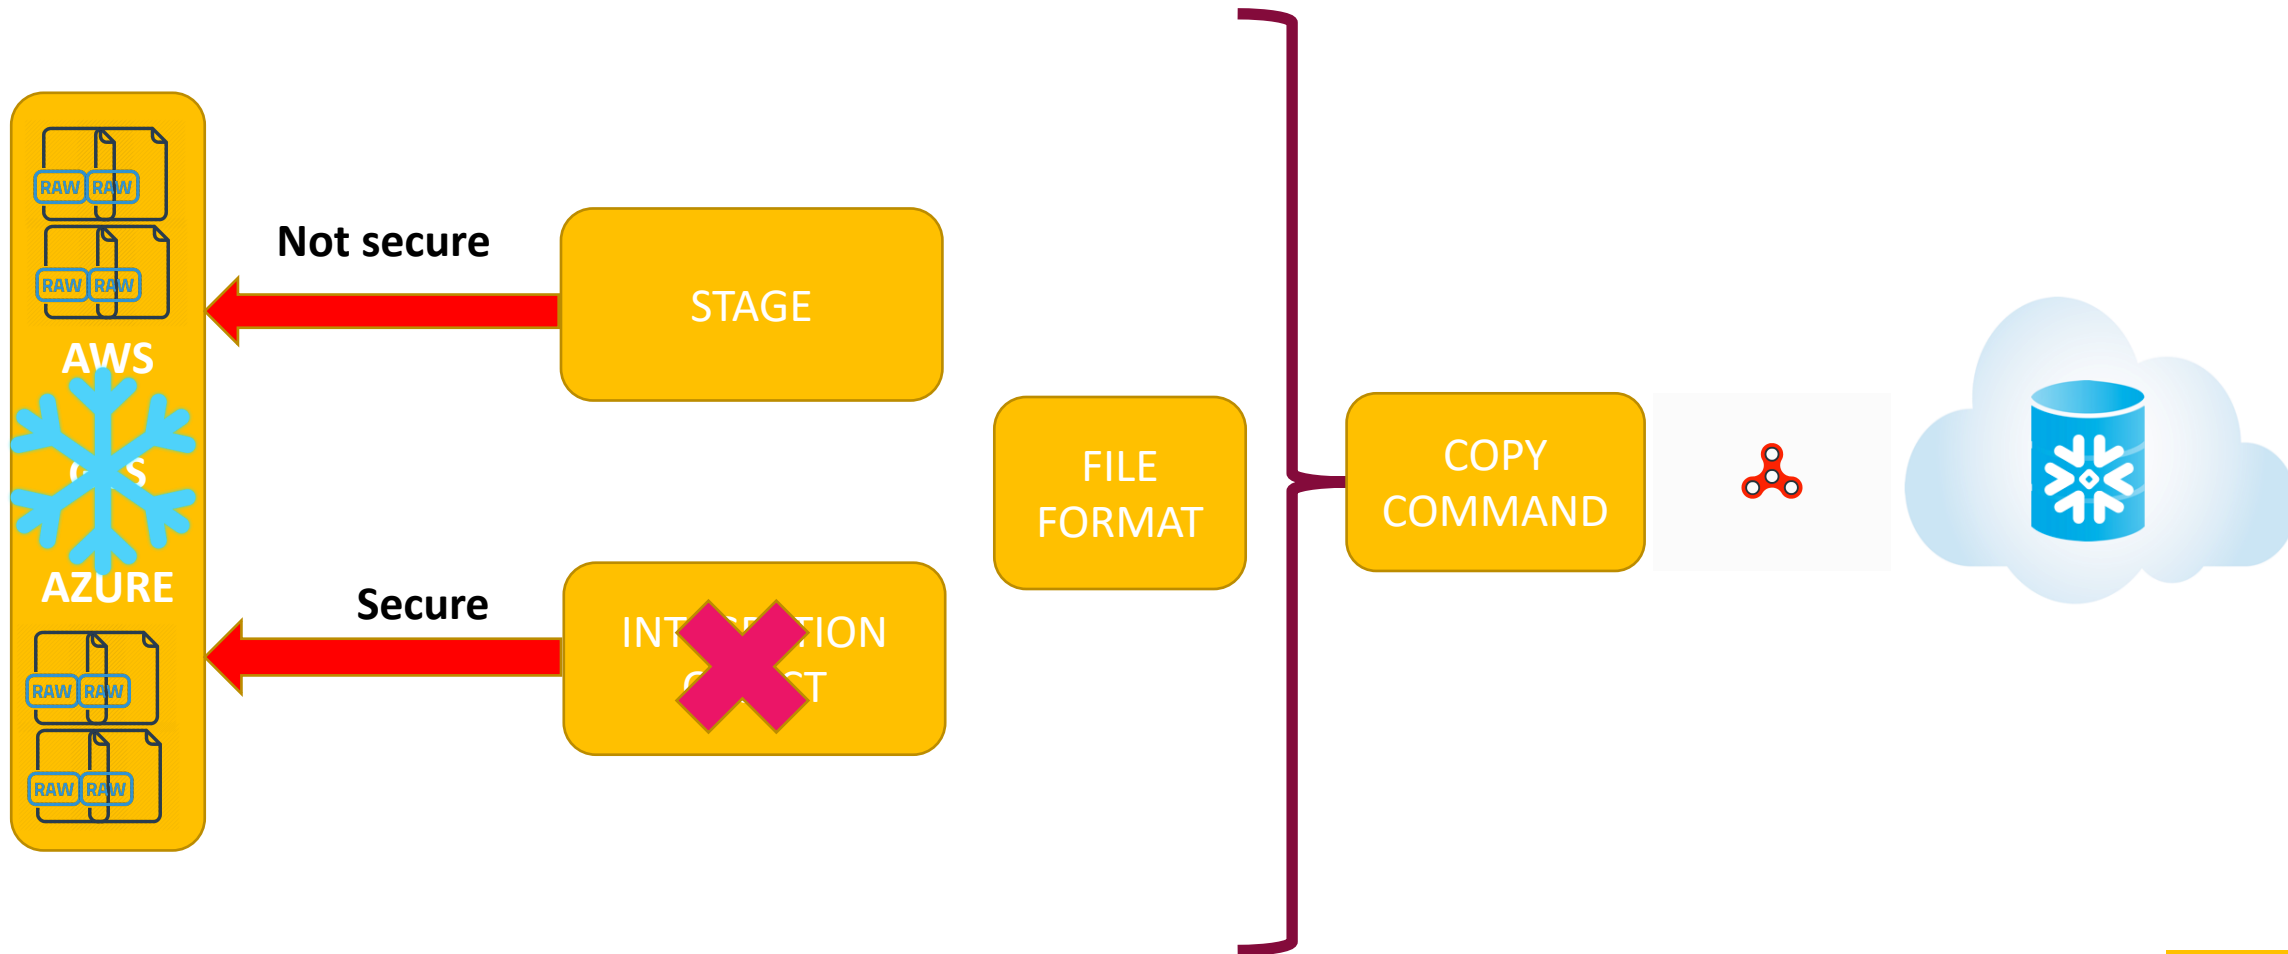 RAW RAW
RAW RAW
AWS
AZURE
RAW RAW
RAW RAW
Not secure
STAGE
Secure
FILE
FORMAT
COPY
COMMAND